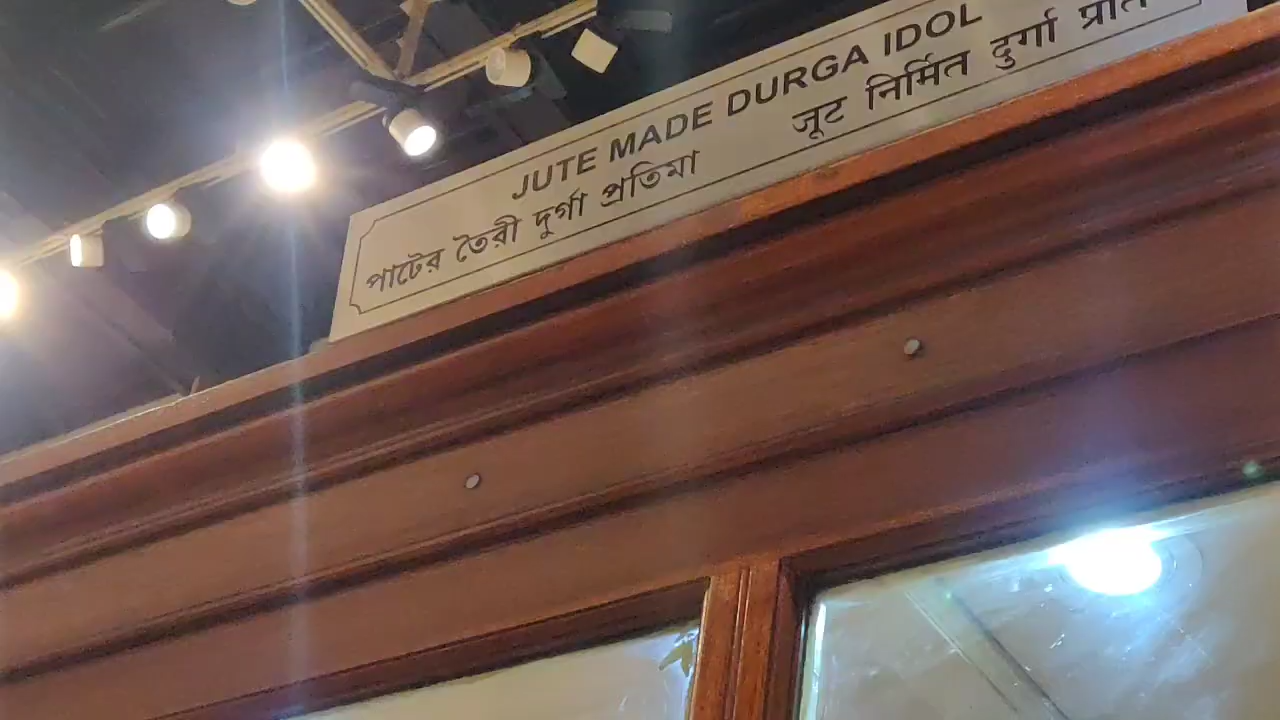 JUTE MADE DURGA IDOL
পাটের তৈরী দুর্গা প্রতিমা जूट निर्मित दुर्गा